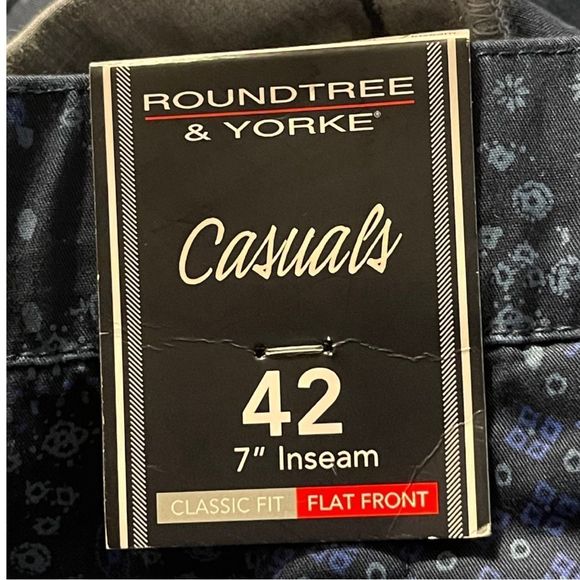 ROUNDTREE
& YORKE®
Casuals
42
7" Inseam
CLASSIC FIT FLAT FRONT